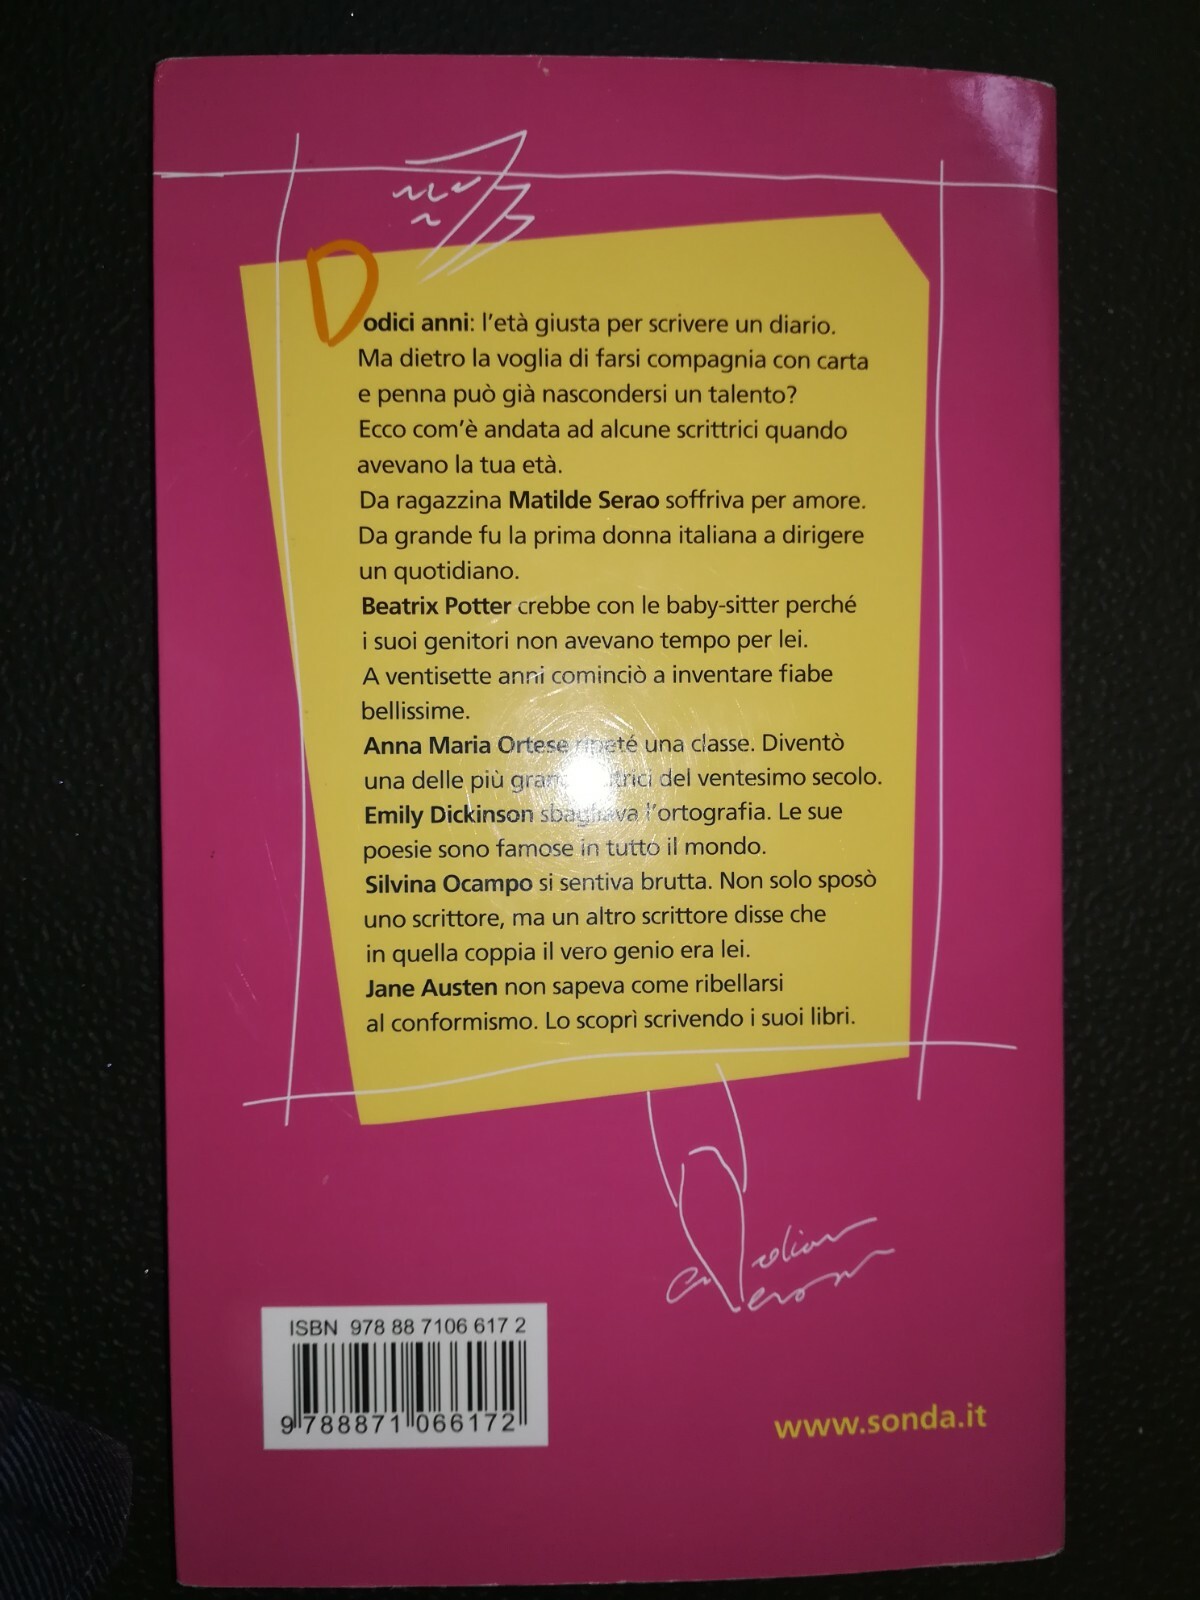 Dodici anni: l'età giusta per scrivere un diario.
Ma dietro la voglia di farsi compagnia con carta
e penna può già nascondersi un talento?
Ecco com'è andata ad alcune scrittrici quando
avevano la tua età.
Da ragazzina Matilde Serao soffriva per amore.
Da grande fu la prima donna italiana a dirigere
un quotidiano.
Beatrix Potter crebbe con le baby-sitter perché
i suoi genitori non avevano tempo per lei.
A ventisette anni cominciò a inventare fiabe
bellissime.
Anna Maria Ortese ripeté una classe. Diventò
una delle più del ventesimo secolo.
Emily Dickinson sbagliava l'ortografia. Le sue
poesie sono famose in tutto il mondo.
Silvina Ocampo si sentiva brutta. Non solo sposò
uno scrittore, ma un altro scrittore disse che
in quella coppia il vero genio era lei.
Jane Austen non sapeva come ribellarsi
al conformismo. Lo scoprì scrivendo i suoi libri.
ISBN 978 88 7106 617 2
9 788871 066172
www.sonda.it